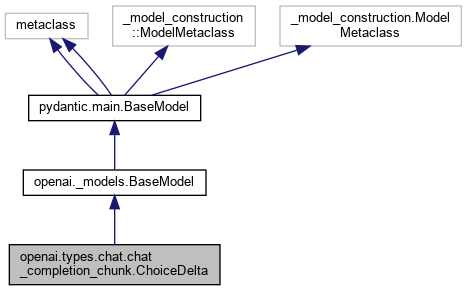 metaclass
_model_construction
::ModelMetaclass
_model_construction.Model
Metaclass
pydantic.main.BaseModel
openai._models.BaseModel
openai.types.chat.chat
_completion_chunk.ChoiceDelta